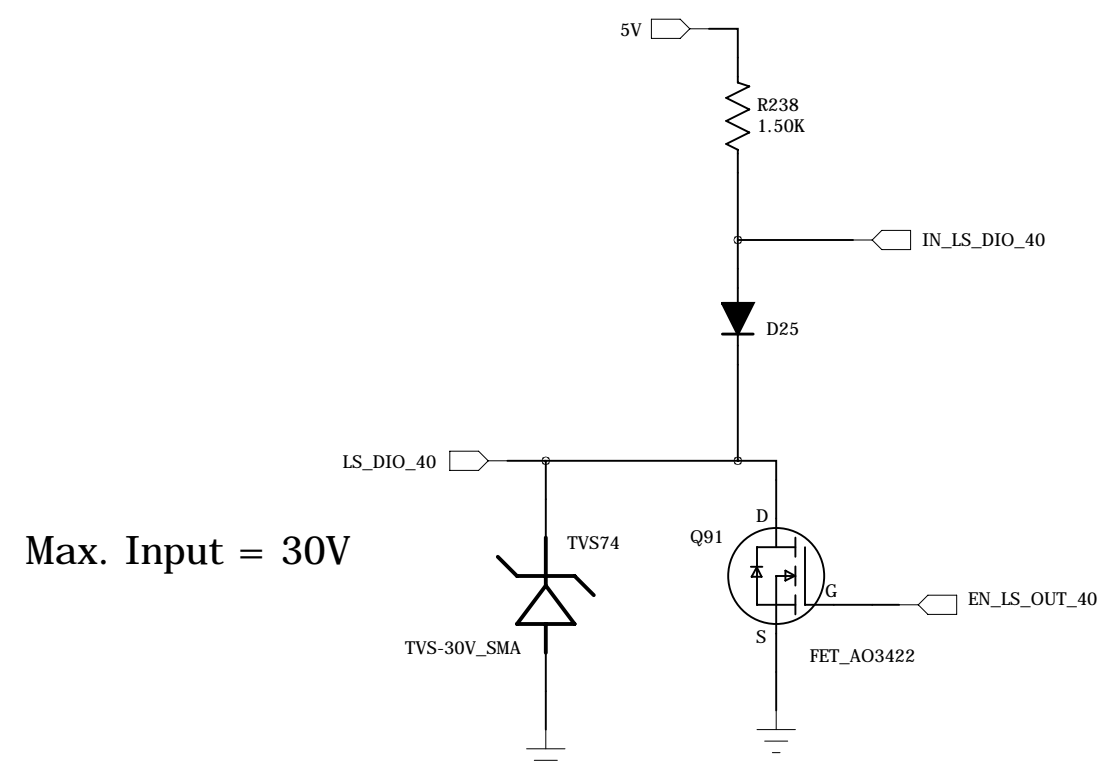 5V
R238
1.50K
IN_LS_DIO_40
D25
LS_DIO_40
D
Q91
TVS74
Max. Input = 30V
G
EN_LS_OUT_40
S
TVS-30V_SMA
FET_AO3422